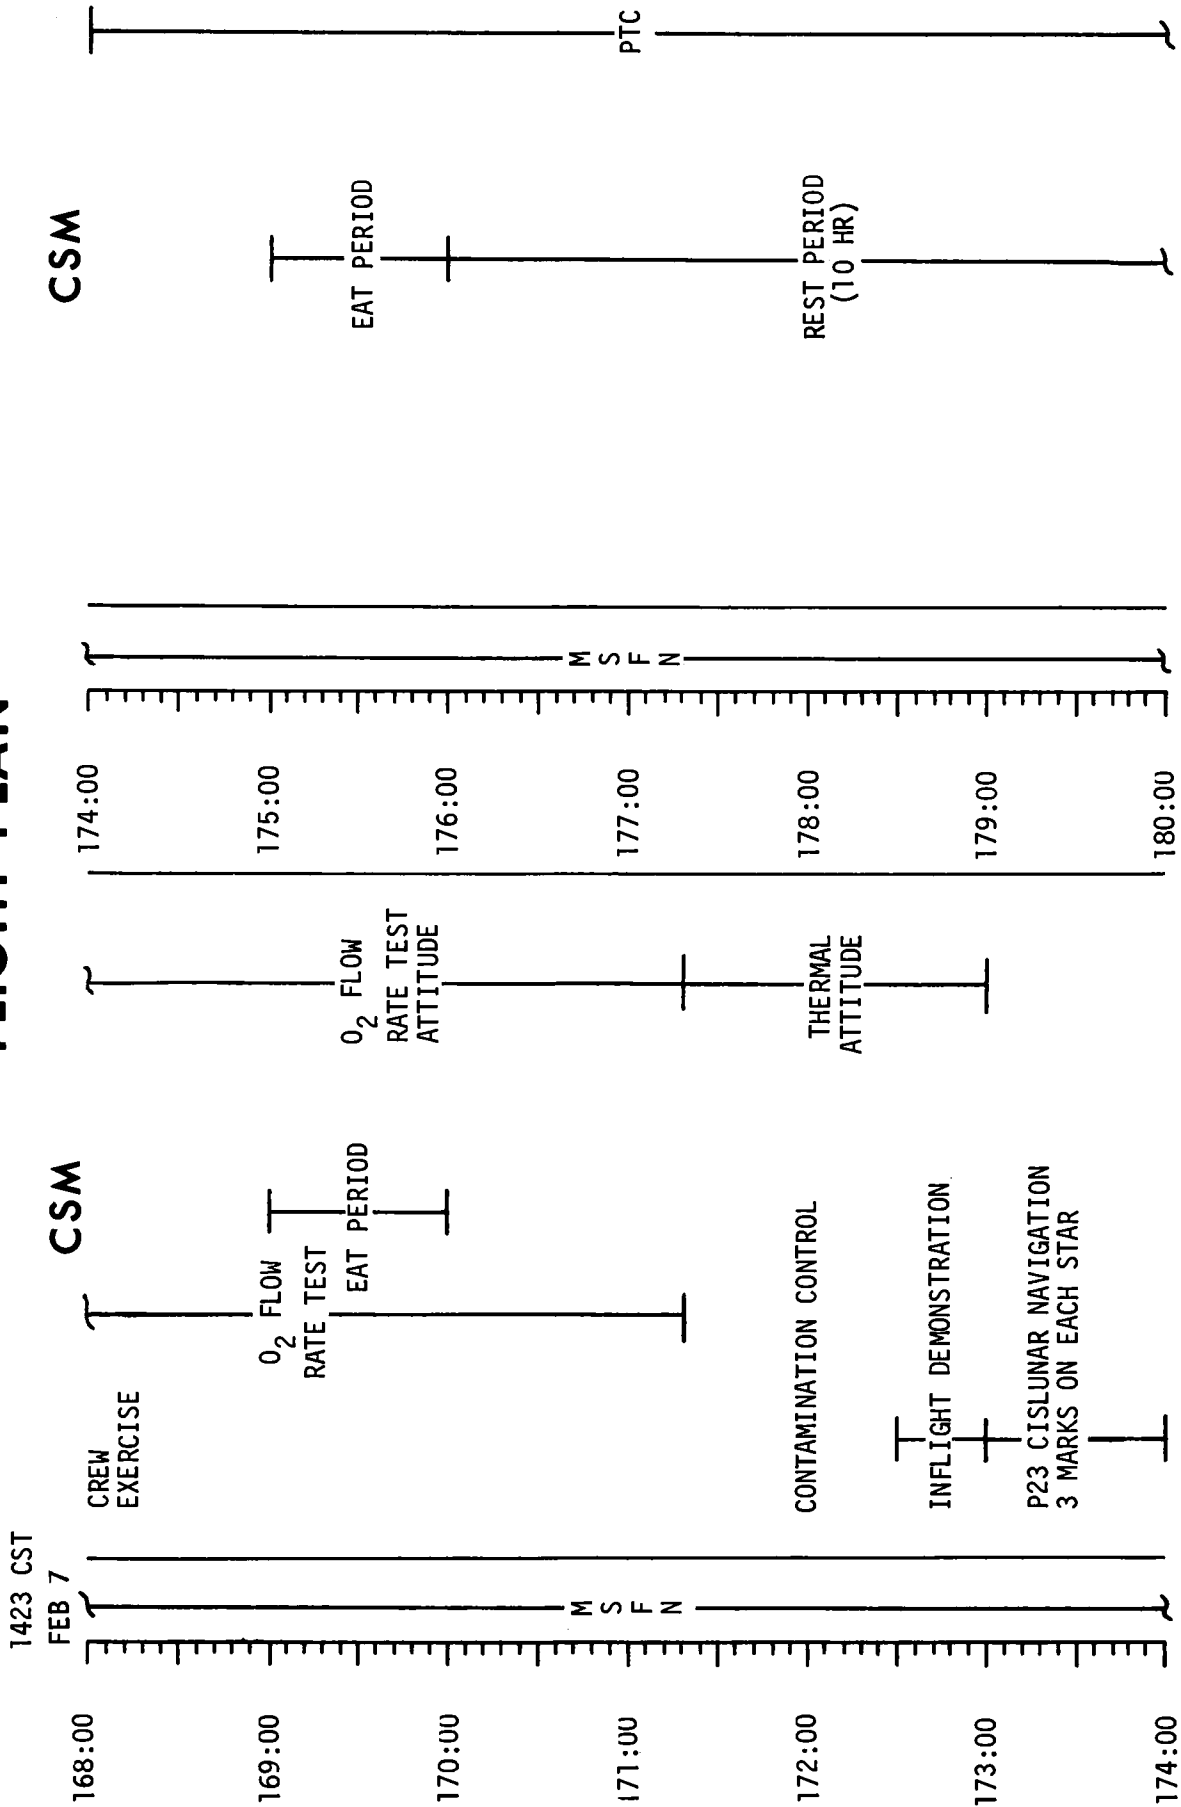 FLIGHT PLAN
1423 CST
FEB 7
CSM
168:00
169:00
170:00
171:00
172:00
173:00
174:00
M
S
F
N
CREW
EXERCISE
O2 FLOW
RATE TEST
EAT PERIOD
CONTAMINATION CONTROL
INFLIGHT DEMONSTRATION
P23 CISLUNAR NAVIGATION
3 MARKS ON EACH STAR
O2 FLOW
RATE TEST
ATTITUDE
THERMAL
ATTITUDE
CSM
174:00
175:00
176:00
177:00
178:00
179:00
180:00
M
S
F
N
EAT PERIOD
REST PERIOD
(10 HR)
PTC